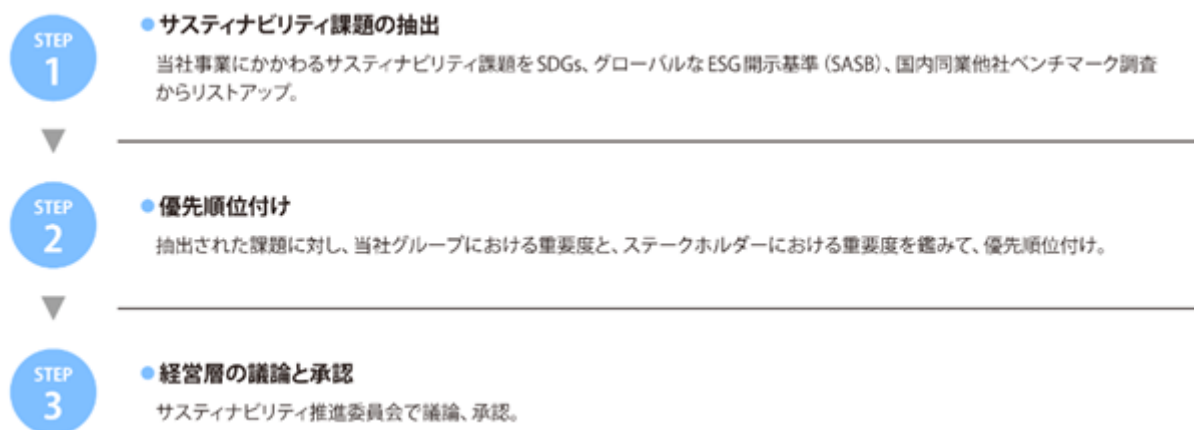 STEP
1
●サスティナビリティ課題の抽出
当社事業にかかわるサスティナビリティ課題をSDGs、グローバルなESG開示基準（SASB）、国内同業他社ベンチマーク調査
からリストアップ。
STEP
2
●優先順位付け
抽出された課題に対し、当社グループにおける重要度と、ステークホルダーにおける重要度を鑑みて、優先順位付け。
STEP
3
●経営層の議論と承認
サスティナビリティ推進委員会で議論、承認。